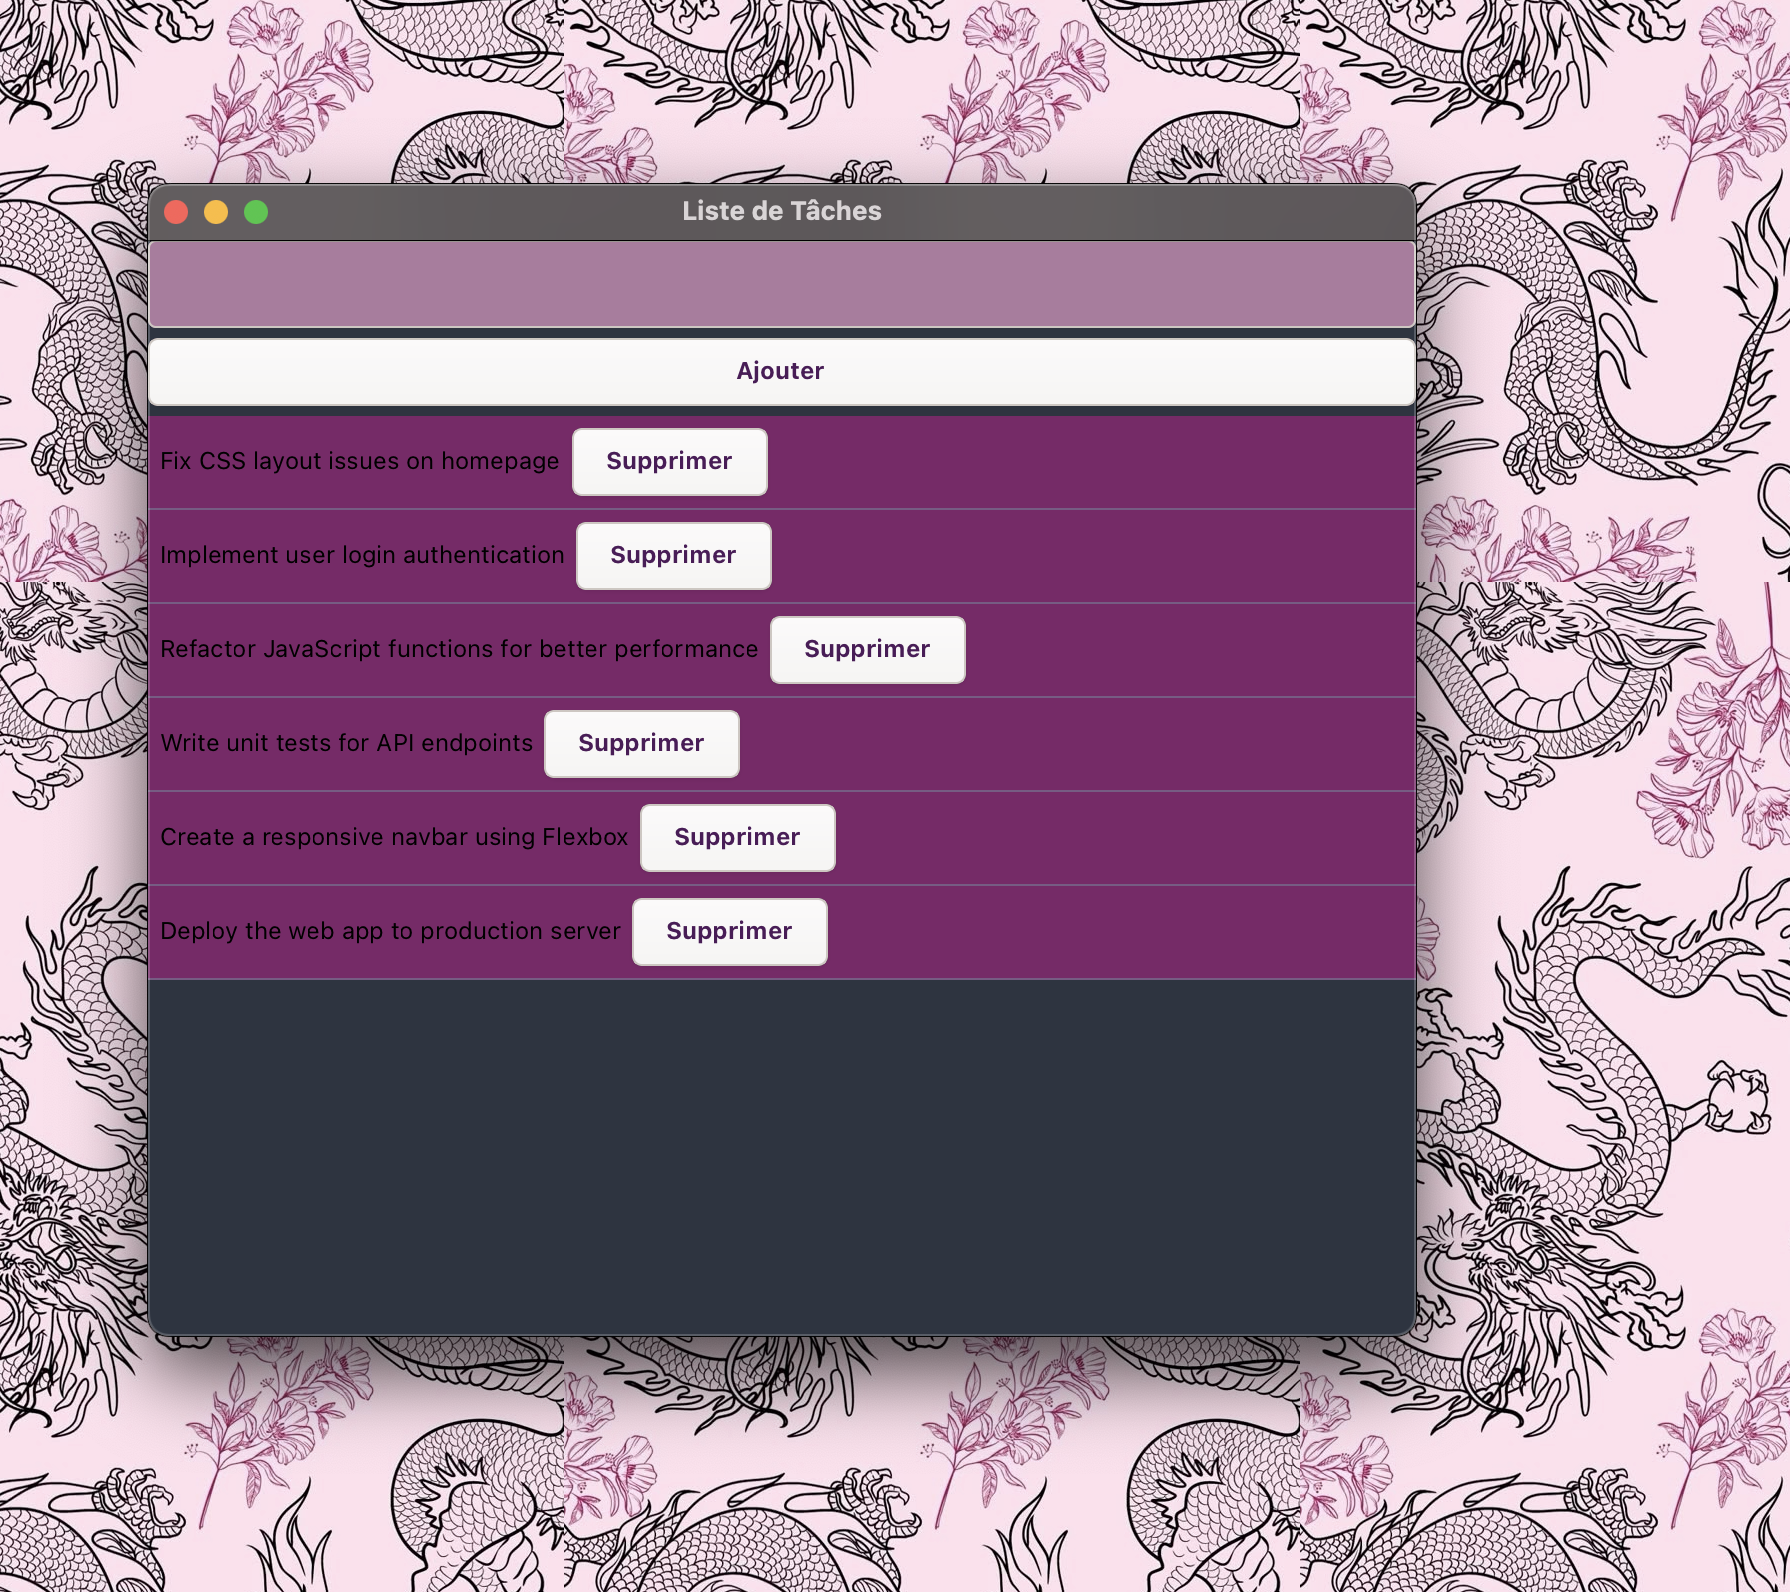 Liste de Tâches
Ajouter
Fix CSS layout issues on homepage Supprimer
Implement user login authentication Supprimer
Refactor JavaScript functions for better performance Supprimer
Write unit tests for API endpoints Supprimer
Create a responsive navbar using Flexbox Supprimer
Deploy the web app to production server Supprimer